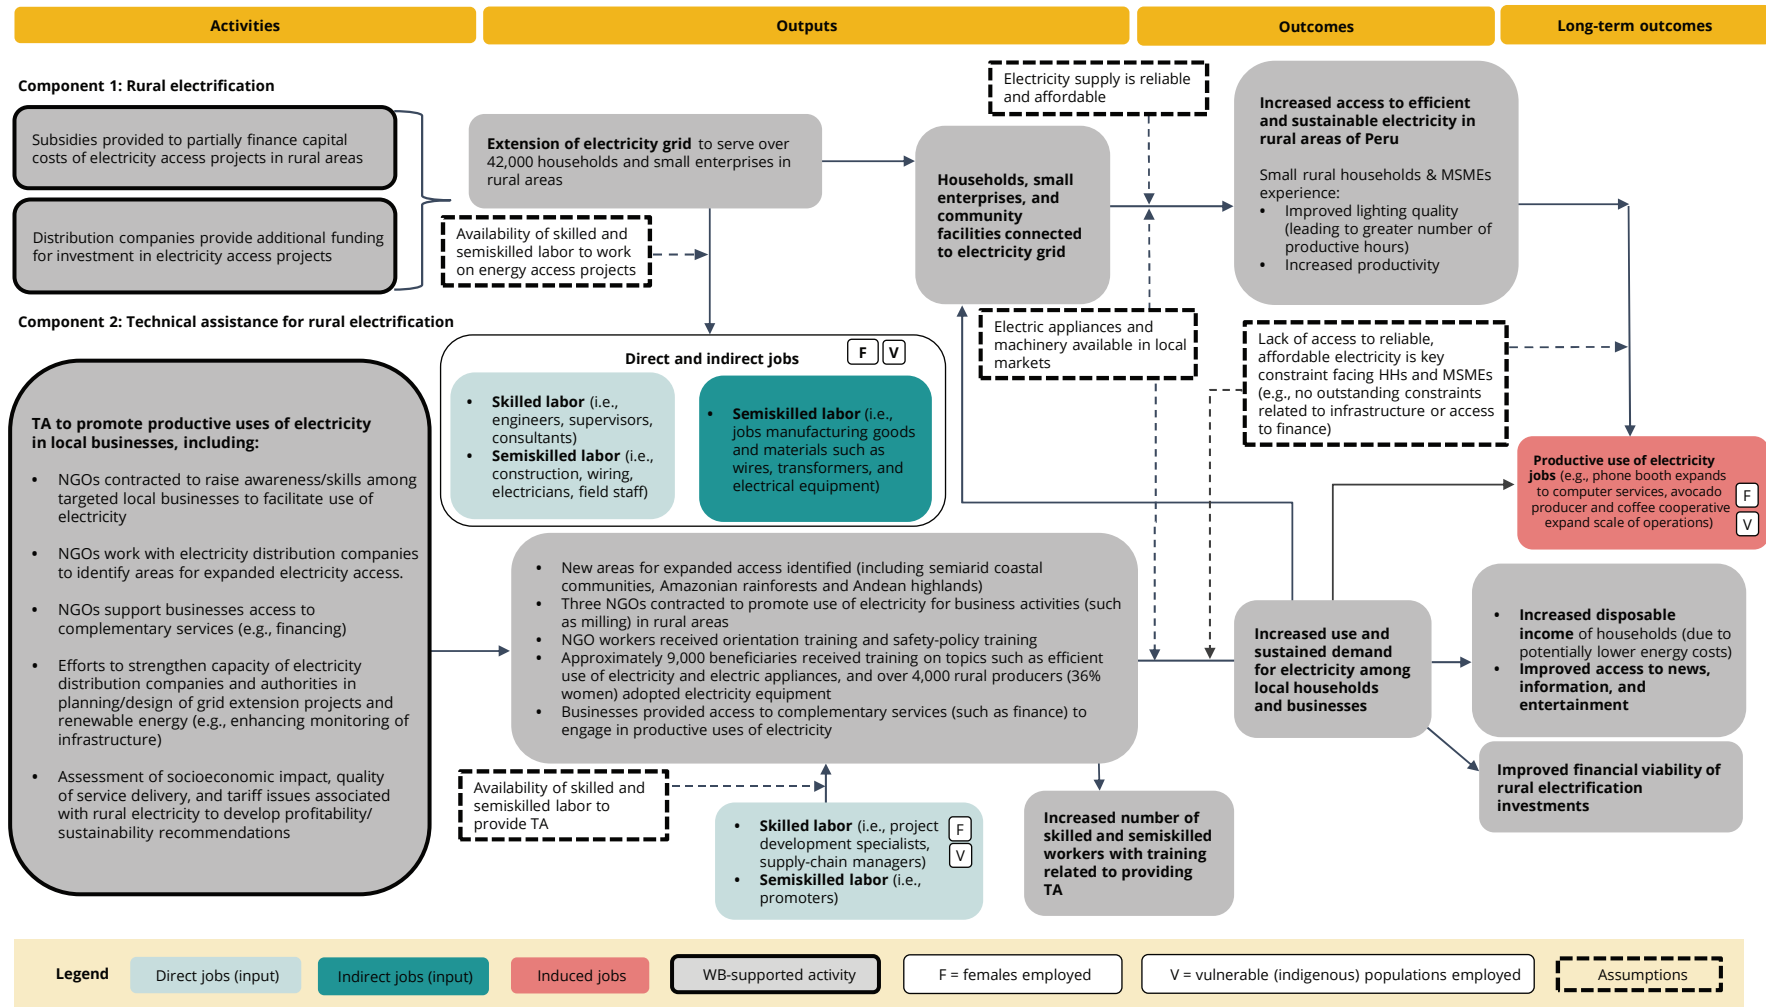 Activities
Outputs
Outcomes
Long-term outcomes
Component 1: Rural electrification
Subsidies provided to partially finance capital
costs of electricity access projects in rural areas
Distribution companies provide additional funding
for investment in electricity access projects
Extension of electricity grid to serve over
42,000 households and small enterprises in
rural areas
Availability of skilled and
semiskilled labor to work
on energy access projects
Households, small
enterprises, and
community
facilities connected
to electricity grid
Electricity supply is reliable
and affordable
Increased access to efficient
and sustainable electricity in
rural areas of Peru
Small rural households & MSMEs
experience:
• Improved lighting quality
(leading to greater number of
productive hours)
• Increased productivity
Electric appliances and
machinery available in local
markets
Lack of access to reliable,
affordable electricity is key
constraint facing HHs and MSMEs
(e.g., no outstanding constraints
related to infrastructure or access
to finance)
Component 2: Technical assistance for rural electrification
TA to promote productive uses of electricity
in local businesses, including:
• NGOs contracted to raise awareness/skills among
targeted local businesses to facilitate use of
electricity
• NGOs work with electricity distribution companies
to identify areas for expanded electricity access.
• NGOs support businesses access to
complementary services (e.g., financing)
• Efforts to strengthen capacity of electricity
distribution companies and authorities in
planning/design of grid extension projects and
renewable energy (e.g., enhancing monitoring of
infrastructure)
• Assessment of socioeconomic impact, quality
of service delivery, and tariff issues associated
with rural electricity to develop profitability/
sustainability recommendations
Direct and indirect jobs
F
V
• Skilled labor (i.e.,
engineers, supervisors,
consultants)
• Semiskilled labor (i.e.,
construction, wiring,
electricians, field staff)
• Semiskilled labor (i.e.,
jobs manufacturing goods
and materials such as
wires, transformers, and
electrical equipment)
• New areas for expanded access identified (including semiarid coastal
communities, Amazonian rainforests and Andean highlands)
• Three NGOs contracted to promote use of electricity for business activities (such
as milling) in rural areas
• NGO workers received orientation training and safety-policy training
• Approximately 9,000 beneficiaries received training on topics such as efficient
use of electricity and electric appliances, and over 4,000 rural producers (36%
women) adopted electricity equipment
• Businesses provided access to complementary services (such as finance) to
engage in productive uses of electricity
Availability of skilled and
semiskilled labor to
provide TA
• Skilled labor (i.e., project
development specialists,
supply-chain managers)
• Semiskilled labor (i.e.,
promoters)
F
V
Increased number of
skilled and semiskilled
workers with training
related to providing
TA
Increased use and
sustained demand
for electricity among
local households
and businesses
Productive use of electricity
jobs (e.g., phone booth expands
to computer services, avocado
producer and coffee cooperative
expand scale of operations)
F
V
• Increased disposable
income of households (due to
potentially lower energy costs)
• Improved access to news,
information, and
entertainment
Improved financial viability of
rural electrification
investments
Legend
Direct jobs (input)
Indirect jobs (input)
Induced jobs
WB-supported activity
F = females employed
V = vulnerable (indigenous) populations employed
Assumptions